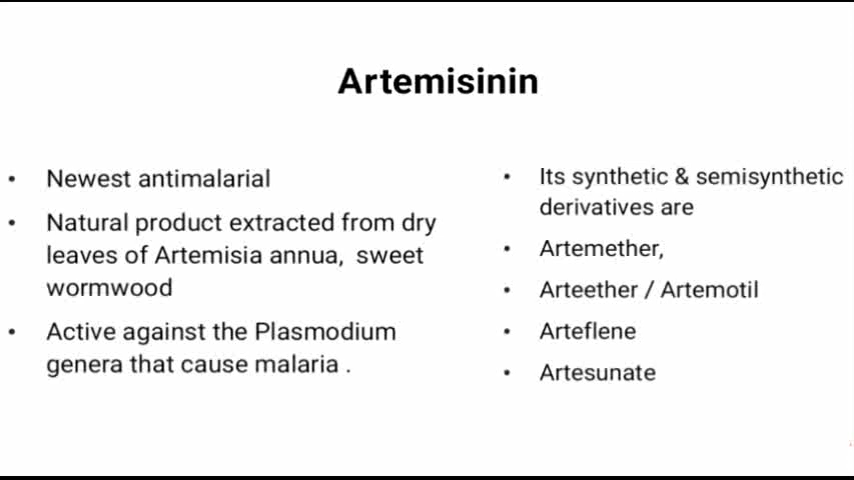 Artemisinin
• Newest antimalarial
• Natural product extracted from dry
leaves of Artemisia annua, sweet
wormwood
• Active against the Plasmodium
genera that cause malaria .
• Its synthetic & semisynthetic
derivatives are
• Artemether,
• Arteether / Artemotil
• Arteflene
• Artesunate